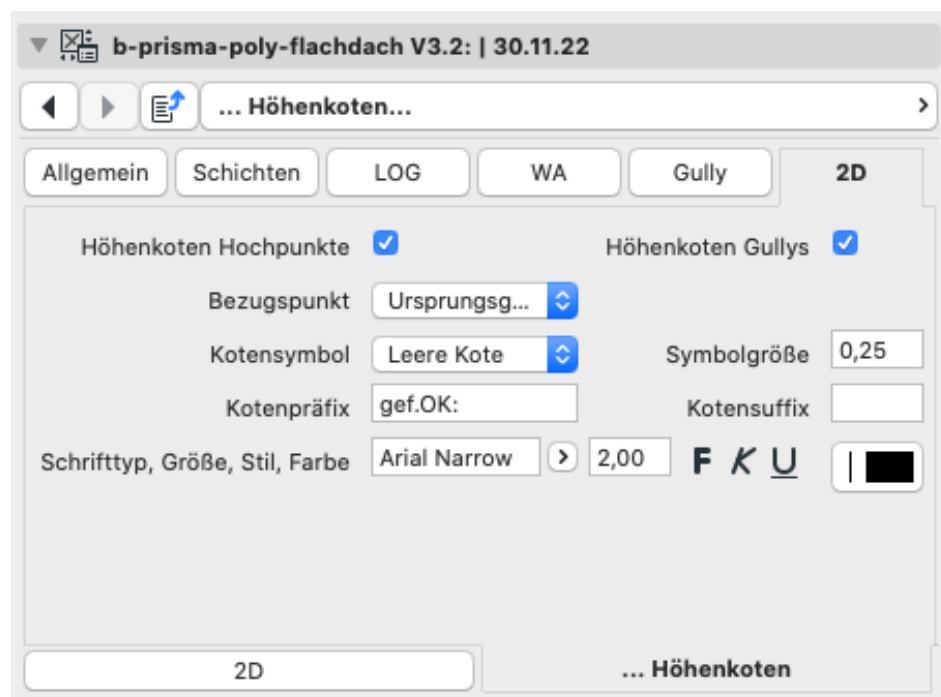 b-prisma-poly-flachdach V3.2: | 30.11.22
... Höhenkoten...
Allgemein Schichten LOG WA Gully 2D
Höhenkoten Hochpunkte Höhenkoten Gullys
Bezugspunkt Ursprungsg...
Kotensymbol Leere Kote Symbolgröße 0,25
Kotenpräfix gef.OK: Kotensuffix
Schrifttyp, Größe, Stil, Farbe Arial Narrow 2,00 F K U
2D ... Höhenkoten